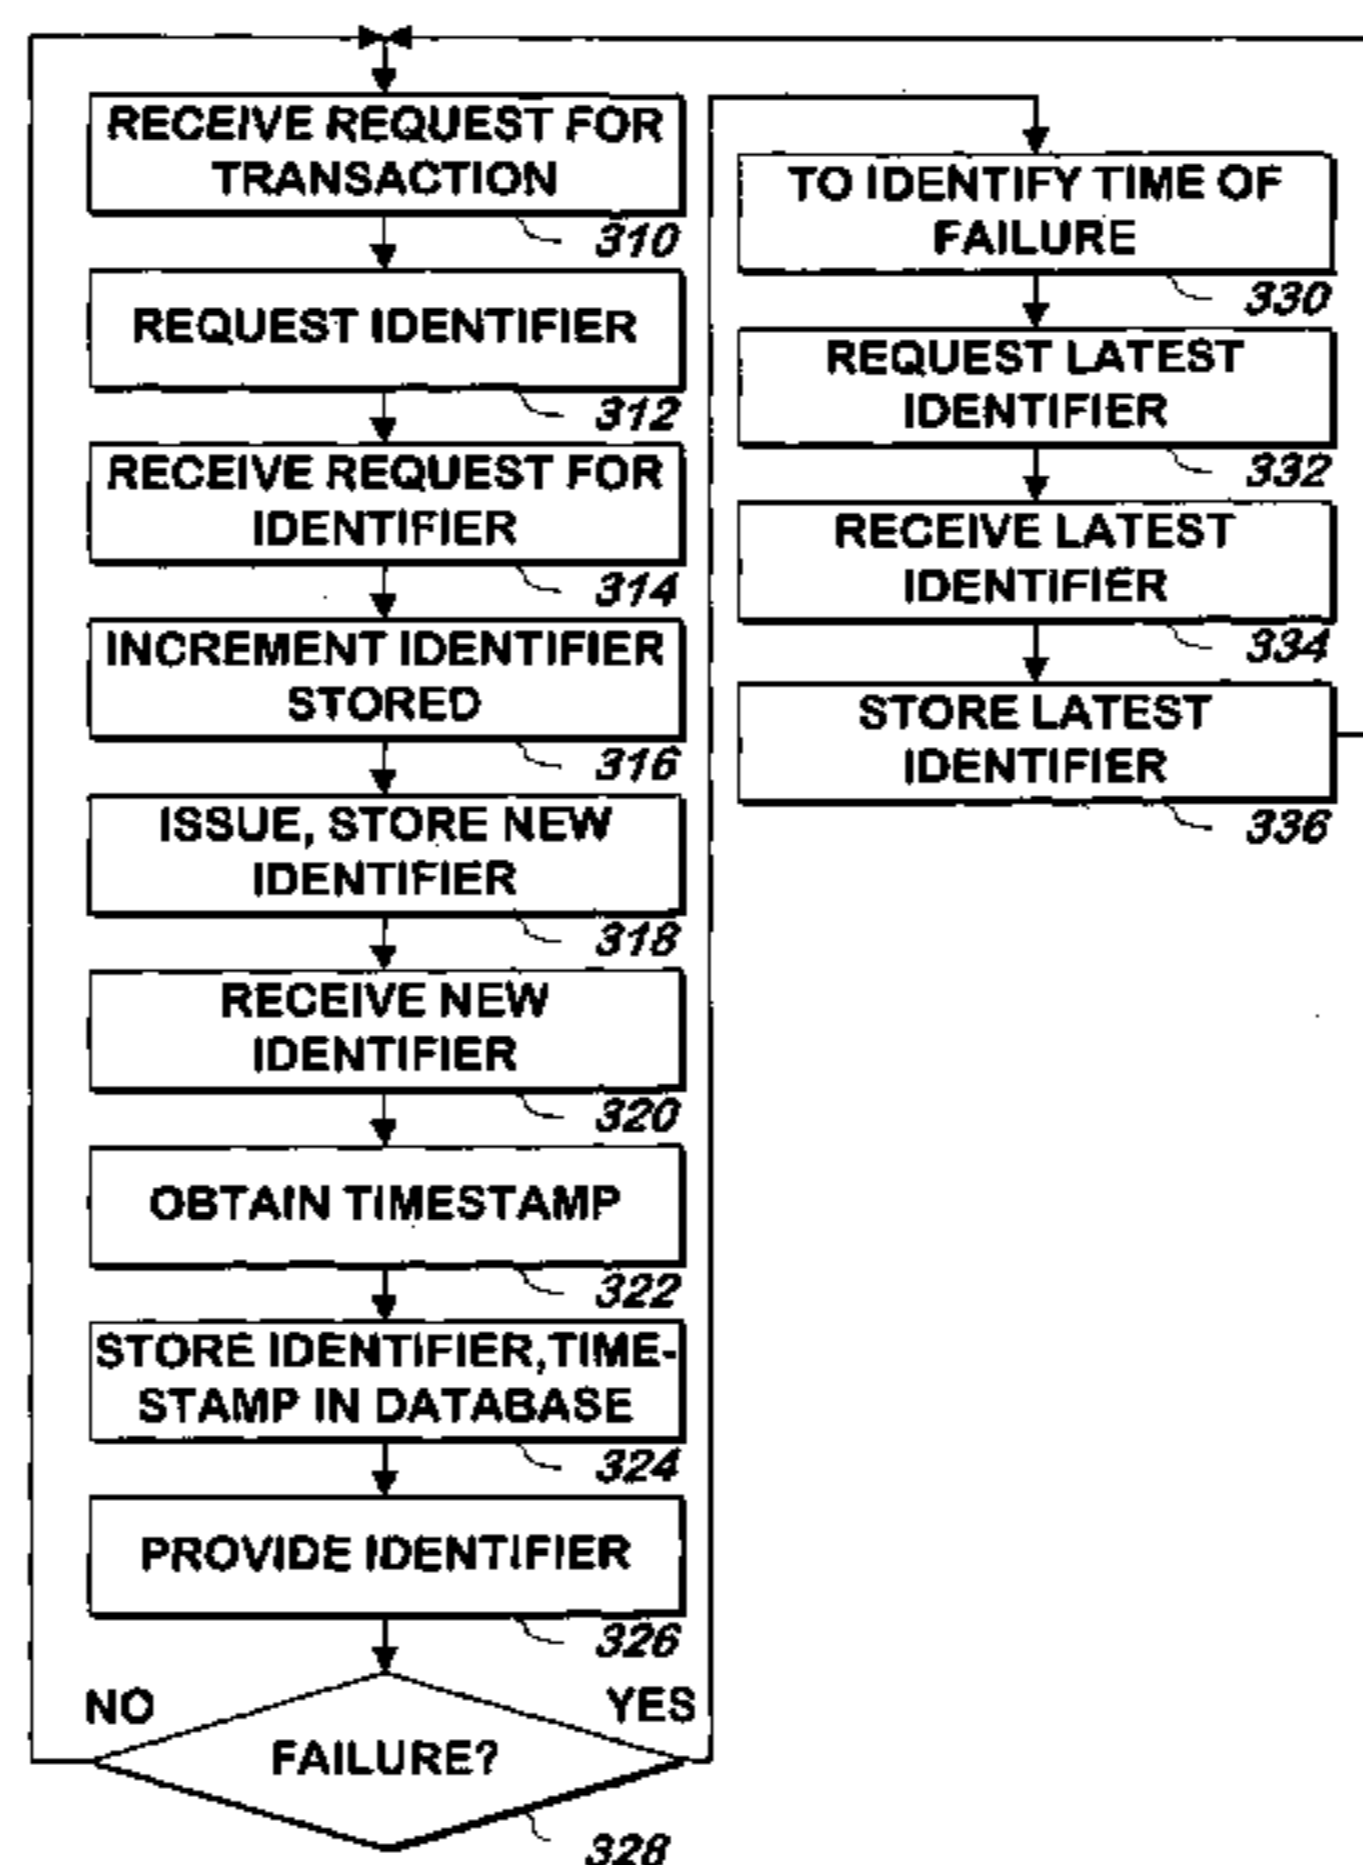 RECEIVE REQUEST FOR
TRANSACTION
310
REQUEST IDENTIFIER
312
RECEIVE REQUEST FOR
IDENTIFIER
314
INCREMENT IDENTIFIER
STORED
316
ISSUE, STORE NEW
IDENTIFIER
318
RECEIVE NEW
IDENTIFIER
320
OBTAIN TIMESTAMP
322
STORE IDENTIFIER, TIME-
STAMP IN DATABASE
324
PROVIDE IDENTIFIER
326
NO
YES
FAILURE?
328
TO IDENTIFY TIME OF
FAILURE
330
REQUEST LATEST
IDENTIFIER
332
RECEIVE LATEST
IDENTIFIER
334
STORE LATEST
IDENTIFIER
336